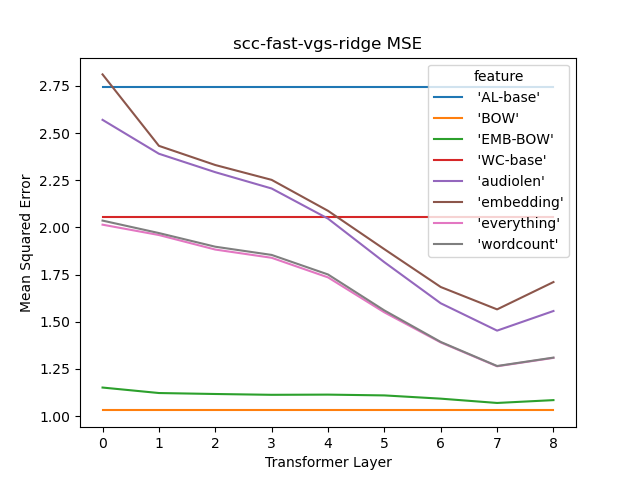 scc-fast-vgs-ridge MSE
Mean Squared Error
2.75
2.50
2.25
2.00
1.75
1.50
1.25
1.00
feature
'AL-base'
'BOW'
'EMB-BOW'
'WC-base'
'audiolen'
'embedding'
'everything'
'wordcount'
0 1 2 3 4 5 6 7 8
Transformer Layer